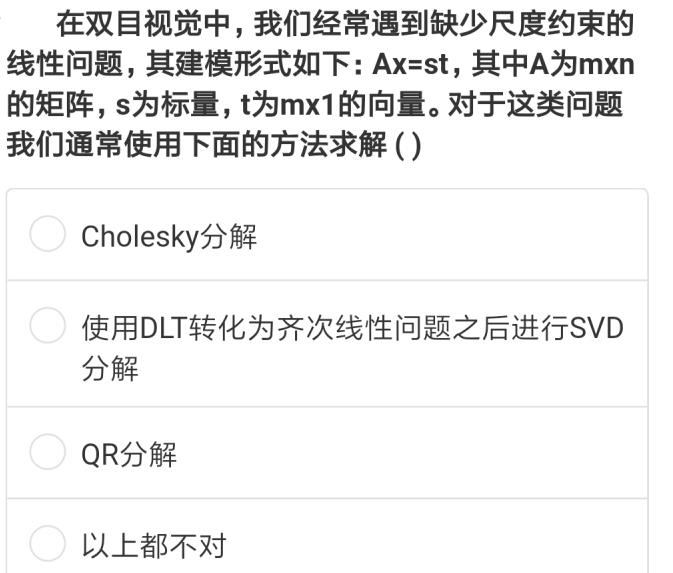 在双目视觉中，我们经常遇到缺少尺度约束的
线性问题，其建模形式如下：Ax=st，其中A为mxn
的矩阵，s为标量，t为mx1的向量。对于这类问题
我们通常使用下面的方法求解 ( )
Cholesky分解
使用DLT转化为齐次线性问题之后进行SVD
分解
QR分解
以上都不对